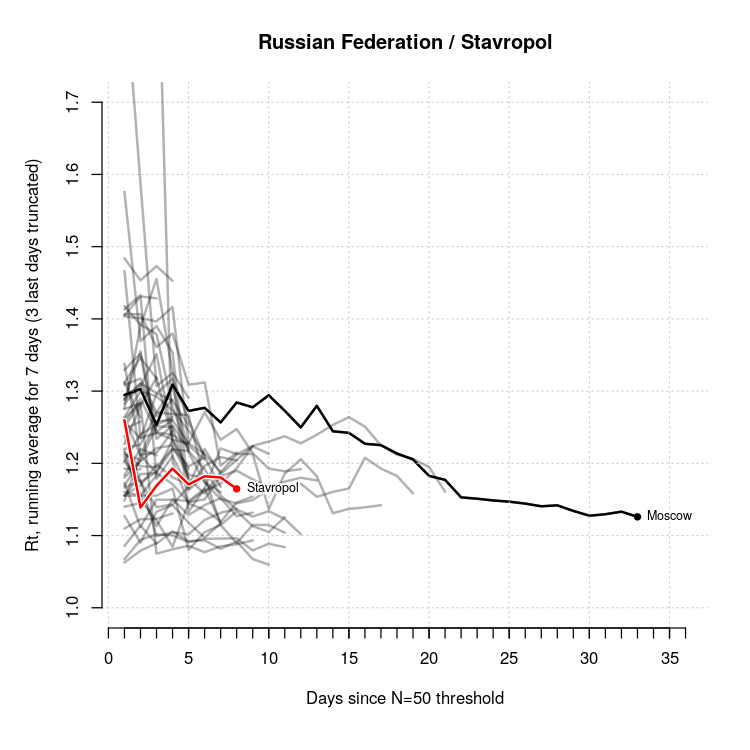 Russian Federation / Stavropol
Rt, running average for 7 days (3 last days truncated)
1.7
1.6
1.5
1.4
1.3
1.2
1.1
1.0
Stavropol
Moscow
0 5 10 15 20 25 30 35
Days since N=50 threshold